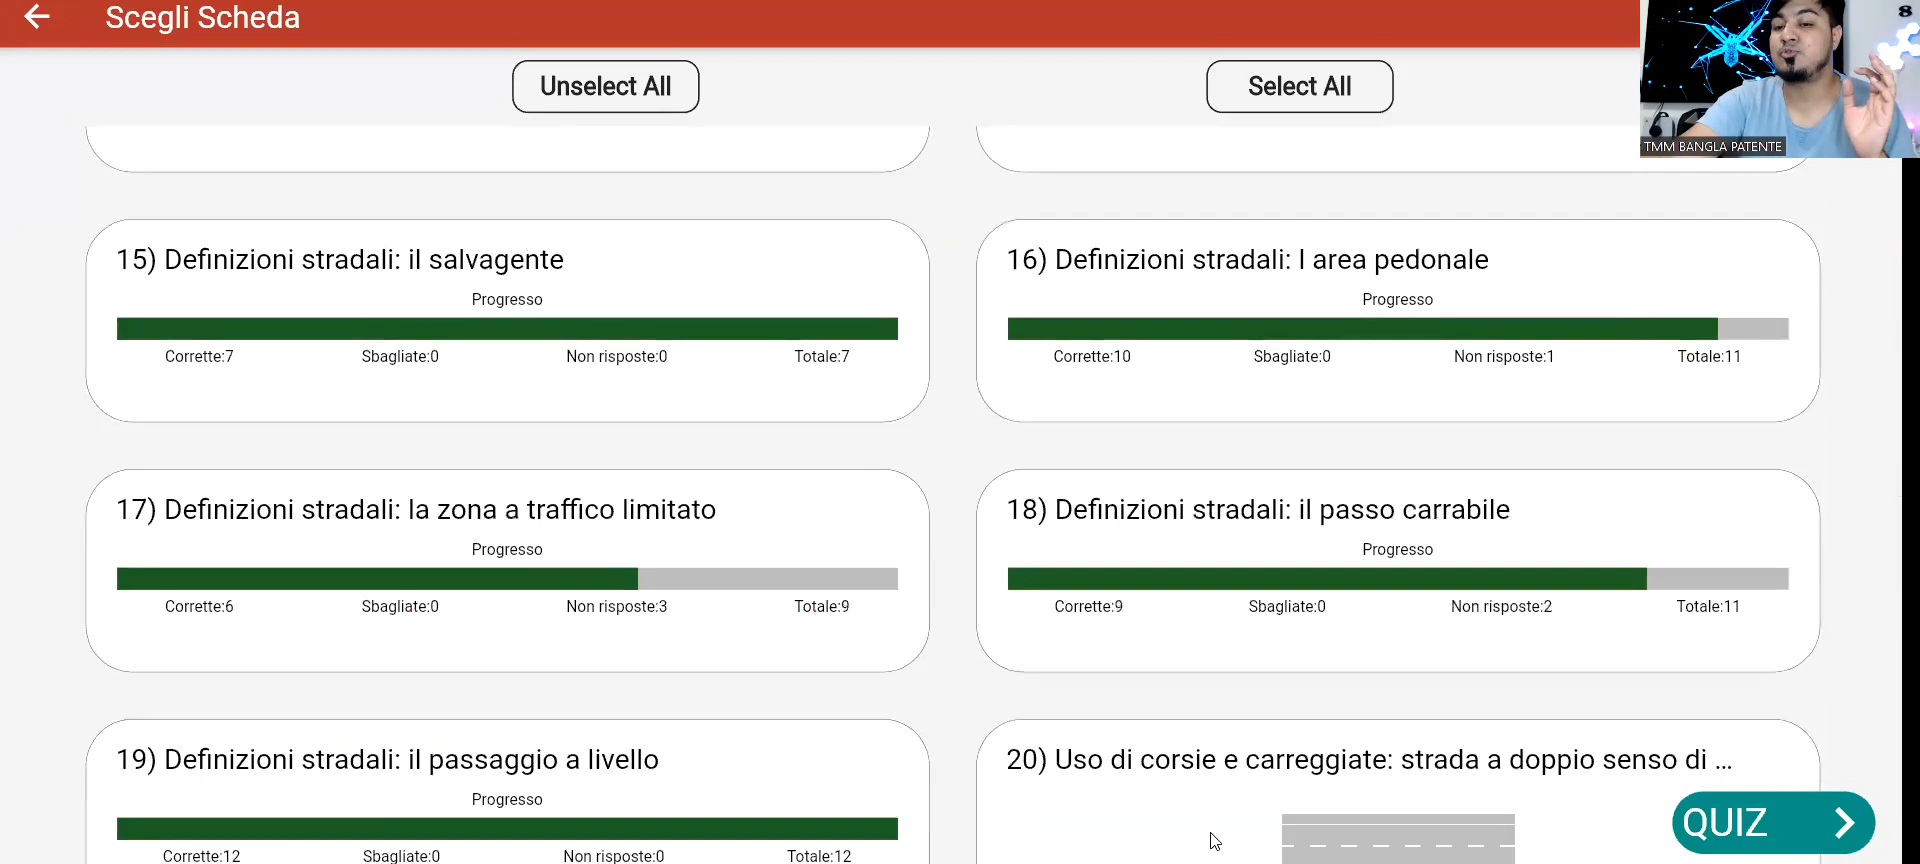 Scegli Scheda
8
Unselect All
Select All
TMM BANGLA PATENTE
15) Definizioni stradali: il salvagente
Progresso
Corrette:7 Sbagliate:0 Non risposte:0 Totale:7
16) Definizioni stradali: l area pedonale
Progresso
Corrette:10 Sbagliate:0 Non risposte:1 Totale:11
17) Definizioni stradali: la zona a traffico limitato
Progresso
Corrette:6 Sbagliate:0 Non risposte:3 Totale:9
18) Definizioni stradali: il passo carrabile
Progresso
Corrette:9 Sbagliate:0 Non risposte:2 Totale:11
19) Definizioni stradali: il passaggio a livello
Progresso
Corrette:12 Sbagliate:0 Non risposte:0 Totale:12
20) Uso di corsie e carreggiate: strada a doppio senso di ...
QUIZ